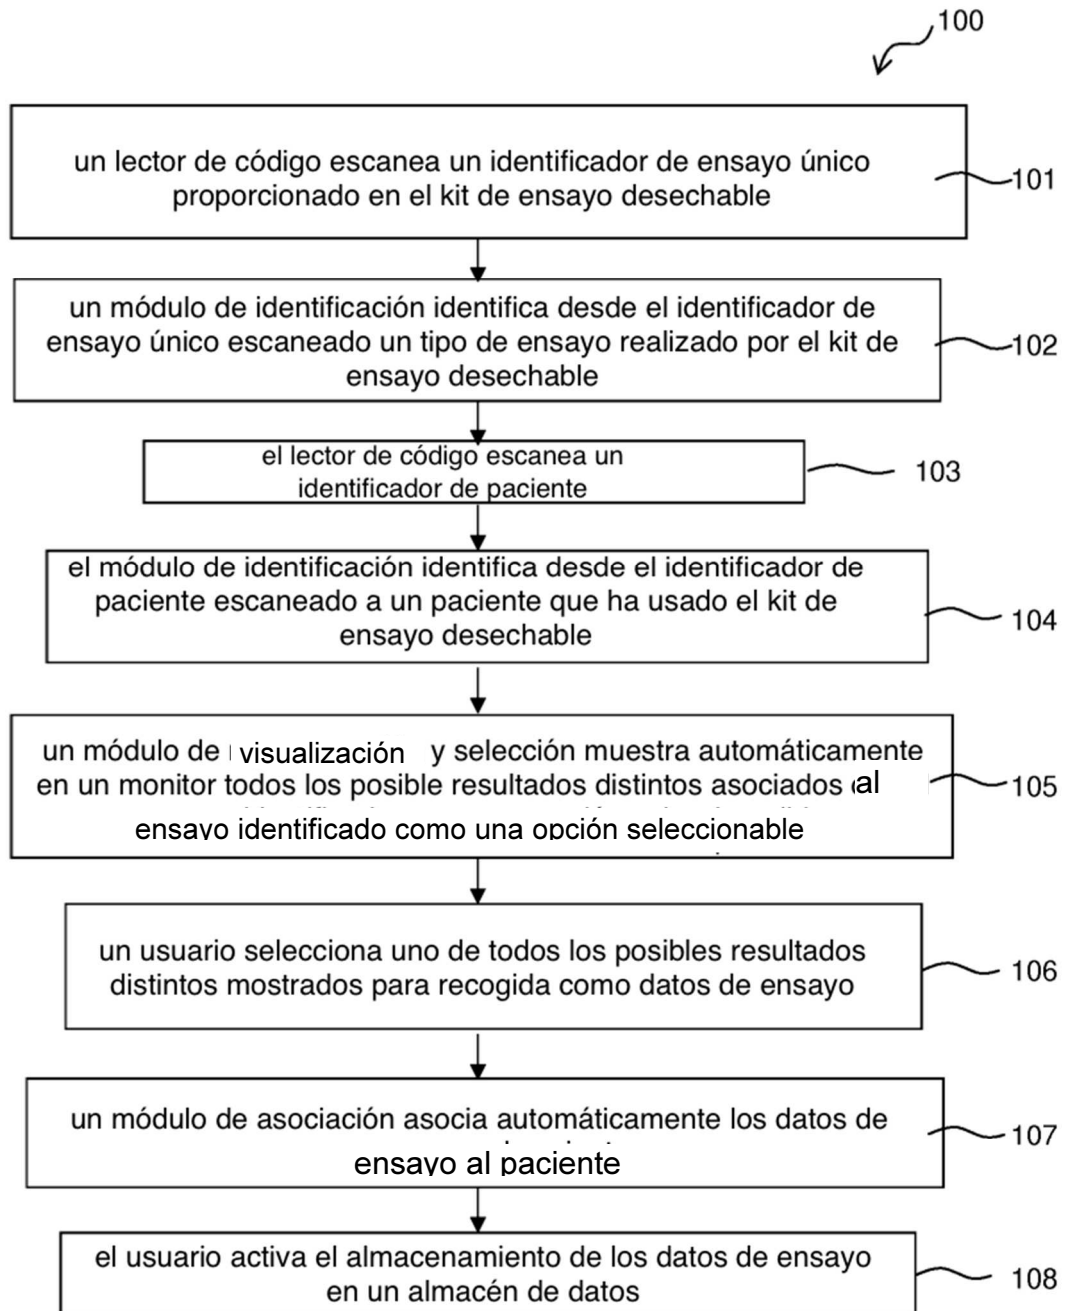 100
un lector de código escanea un identificador de ensayo único
proporcionado en el kit de ensayo desechable
101
un módulo de identificación identifica desde el identificador de
ensayo único escaneado un tipo de ensayo realizado por el kit de
ensayo desechable
102
el lector de código escanea un
identificador de paciente
103
el módulo de identificación identifica desde el identificador de
paciente escaneado a un paciente que ha usado el kit de
ensayo desechable
104
un módulo de visualización y selección muestra automáticamente
en un monitor todos los posible resultados distintos asociados al
ensayo identificado como una opción seleccionable
105
un usuario selecciona uno de todos los posibles resultados
distintos mostrados para recogida como datos de ensayo
106
un módulo de asociación asocia automáticamente los datos de
ensayo al paciente
107
el usuario activa el almacenamiento de los datos de ensayo
en un almacén de datos
108